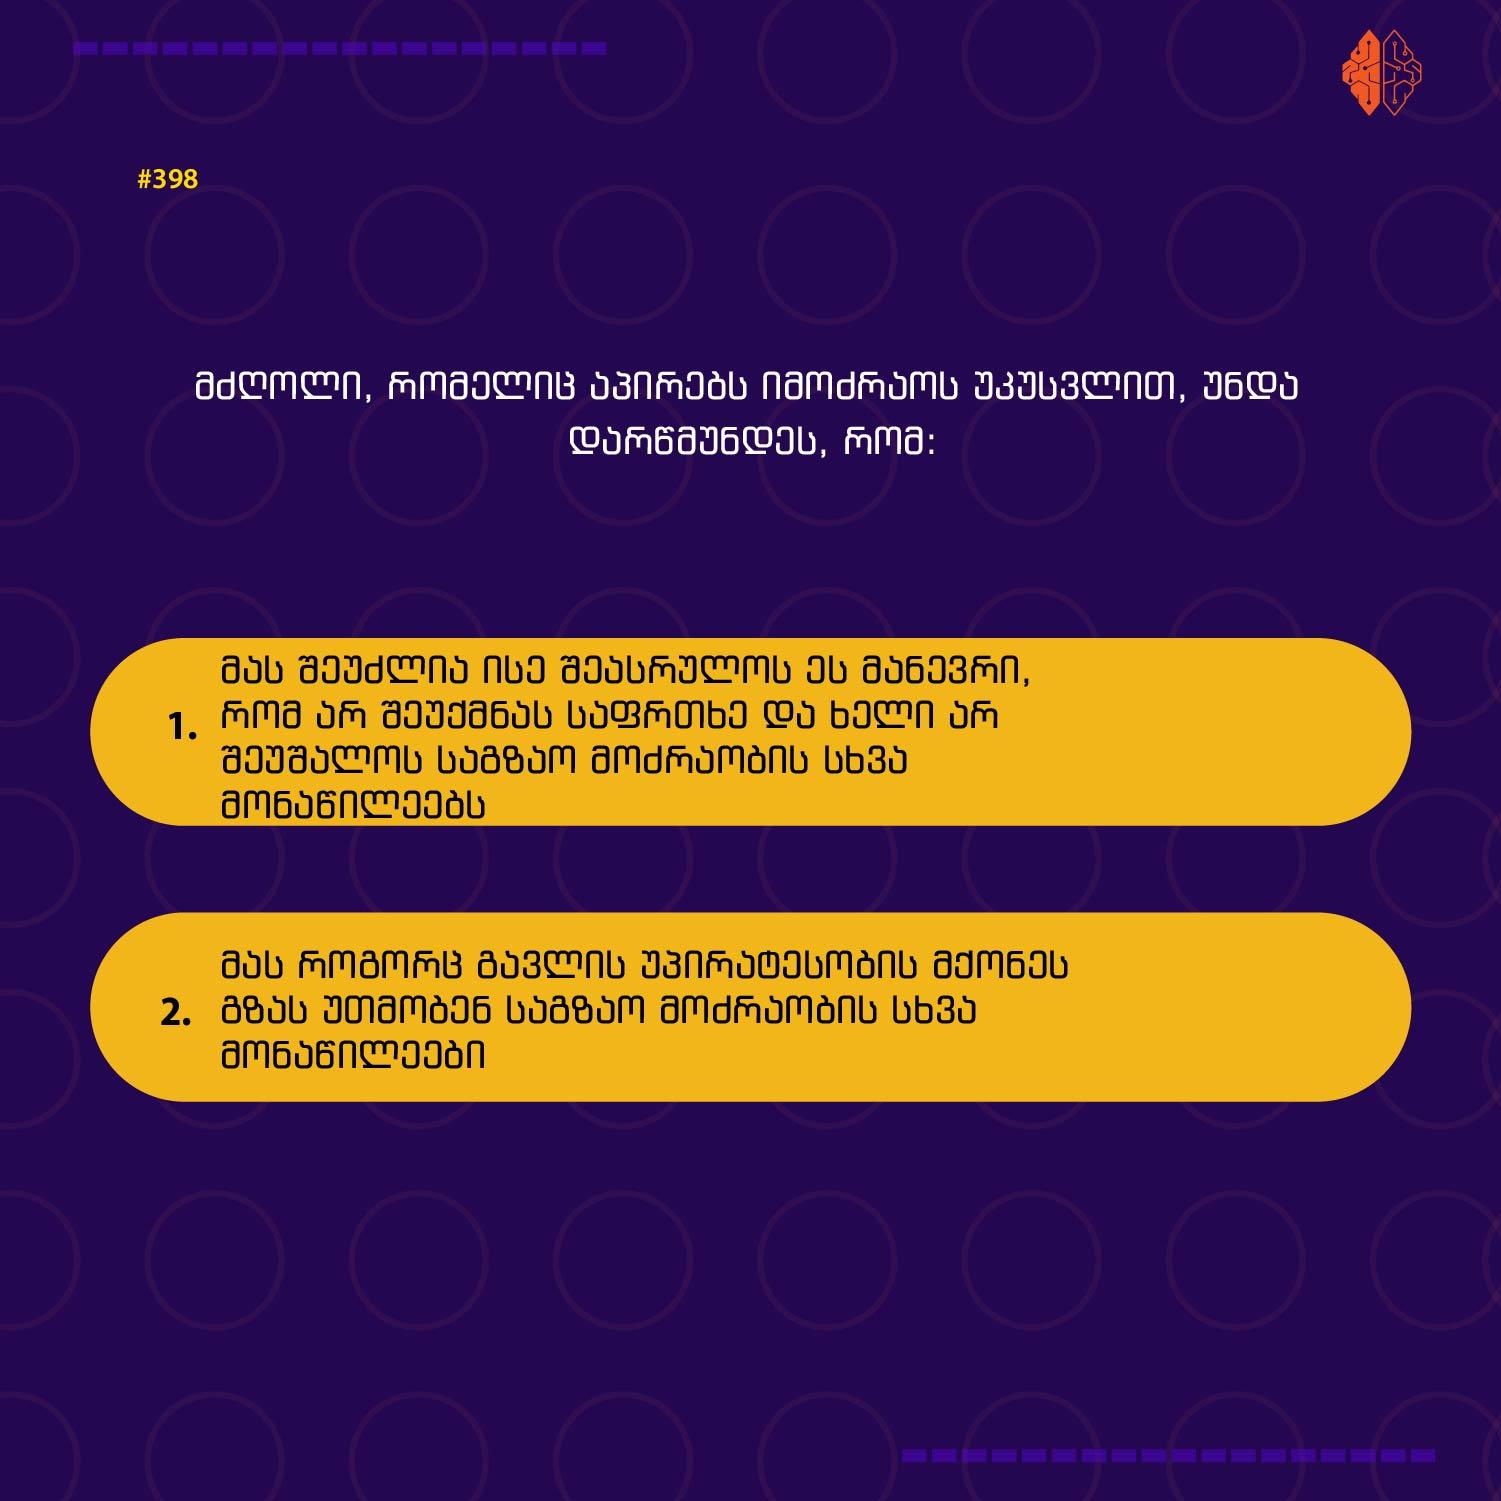 #398
მძღოლი, რომელიც აპირებს იმოძრაოს უკუსვლით, უნდა
დარწმუნდეს, რომ:
1. მას შეუძლია ისე შეასრულოს ეს მანევრი,
რომ არ შეუქმნას საფრთხე და ხელი არ
შეუშალოს საგზაო მოძრაობის სხვა
მონაწილეებს
2. მას როგორც გავლის უპირატესობის მქონეს
გზას უთმობენ საგზაო მოძრაობის სხვა
მონაწილეები